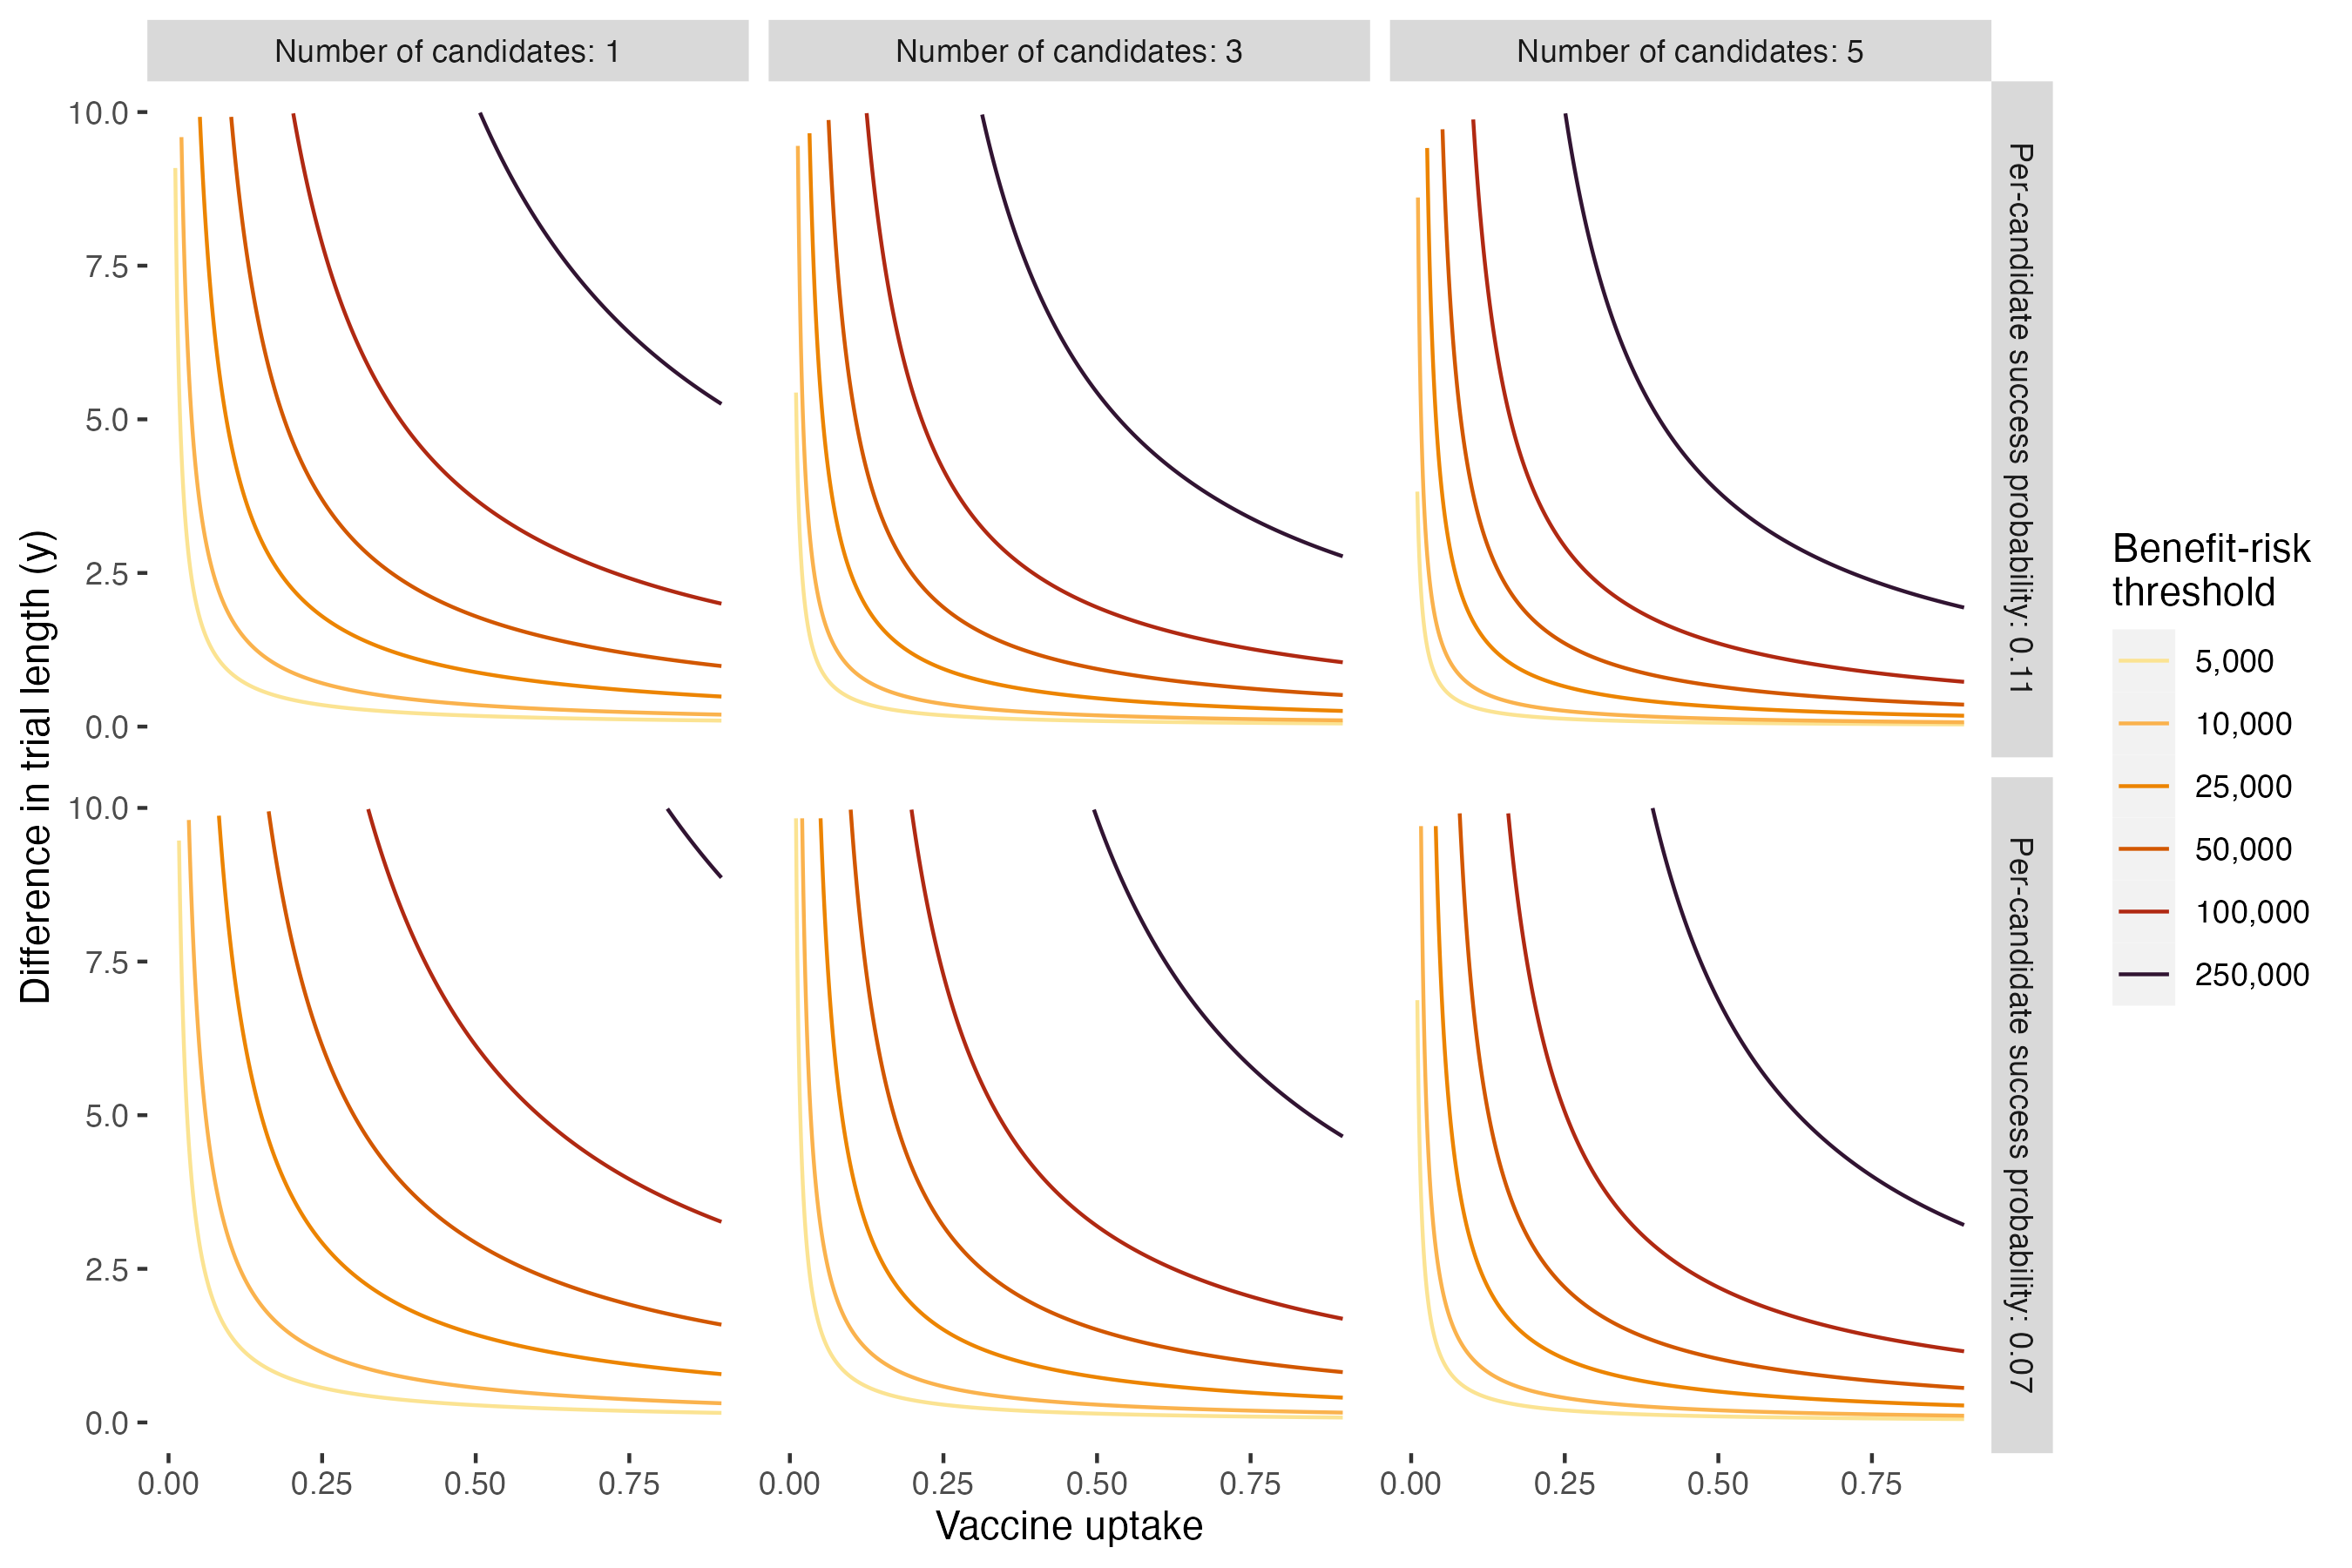 Number of candidates: 1
Number of candidates: 3
Number of candidates: 5
Difference in trial length (y)
10.0
7.5
5.0
2.5
0.0
Per-candidate success probability: 0.11
10.0
7.5
5.0
2.5
0.0
Per-candidate success probability: 0.07
0.00 0.25 0.50 0.75
0.00 0.25 0.50 0.75
0.00 0.25 0.50 0.75
Vaccine uptake
Benefit-risk
threshold
5,000
10,000
25,000
50,000
100,000
250,000